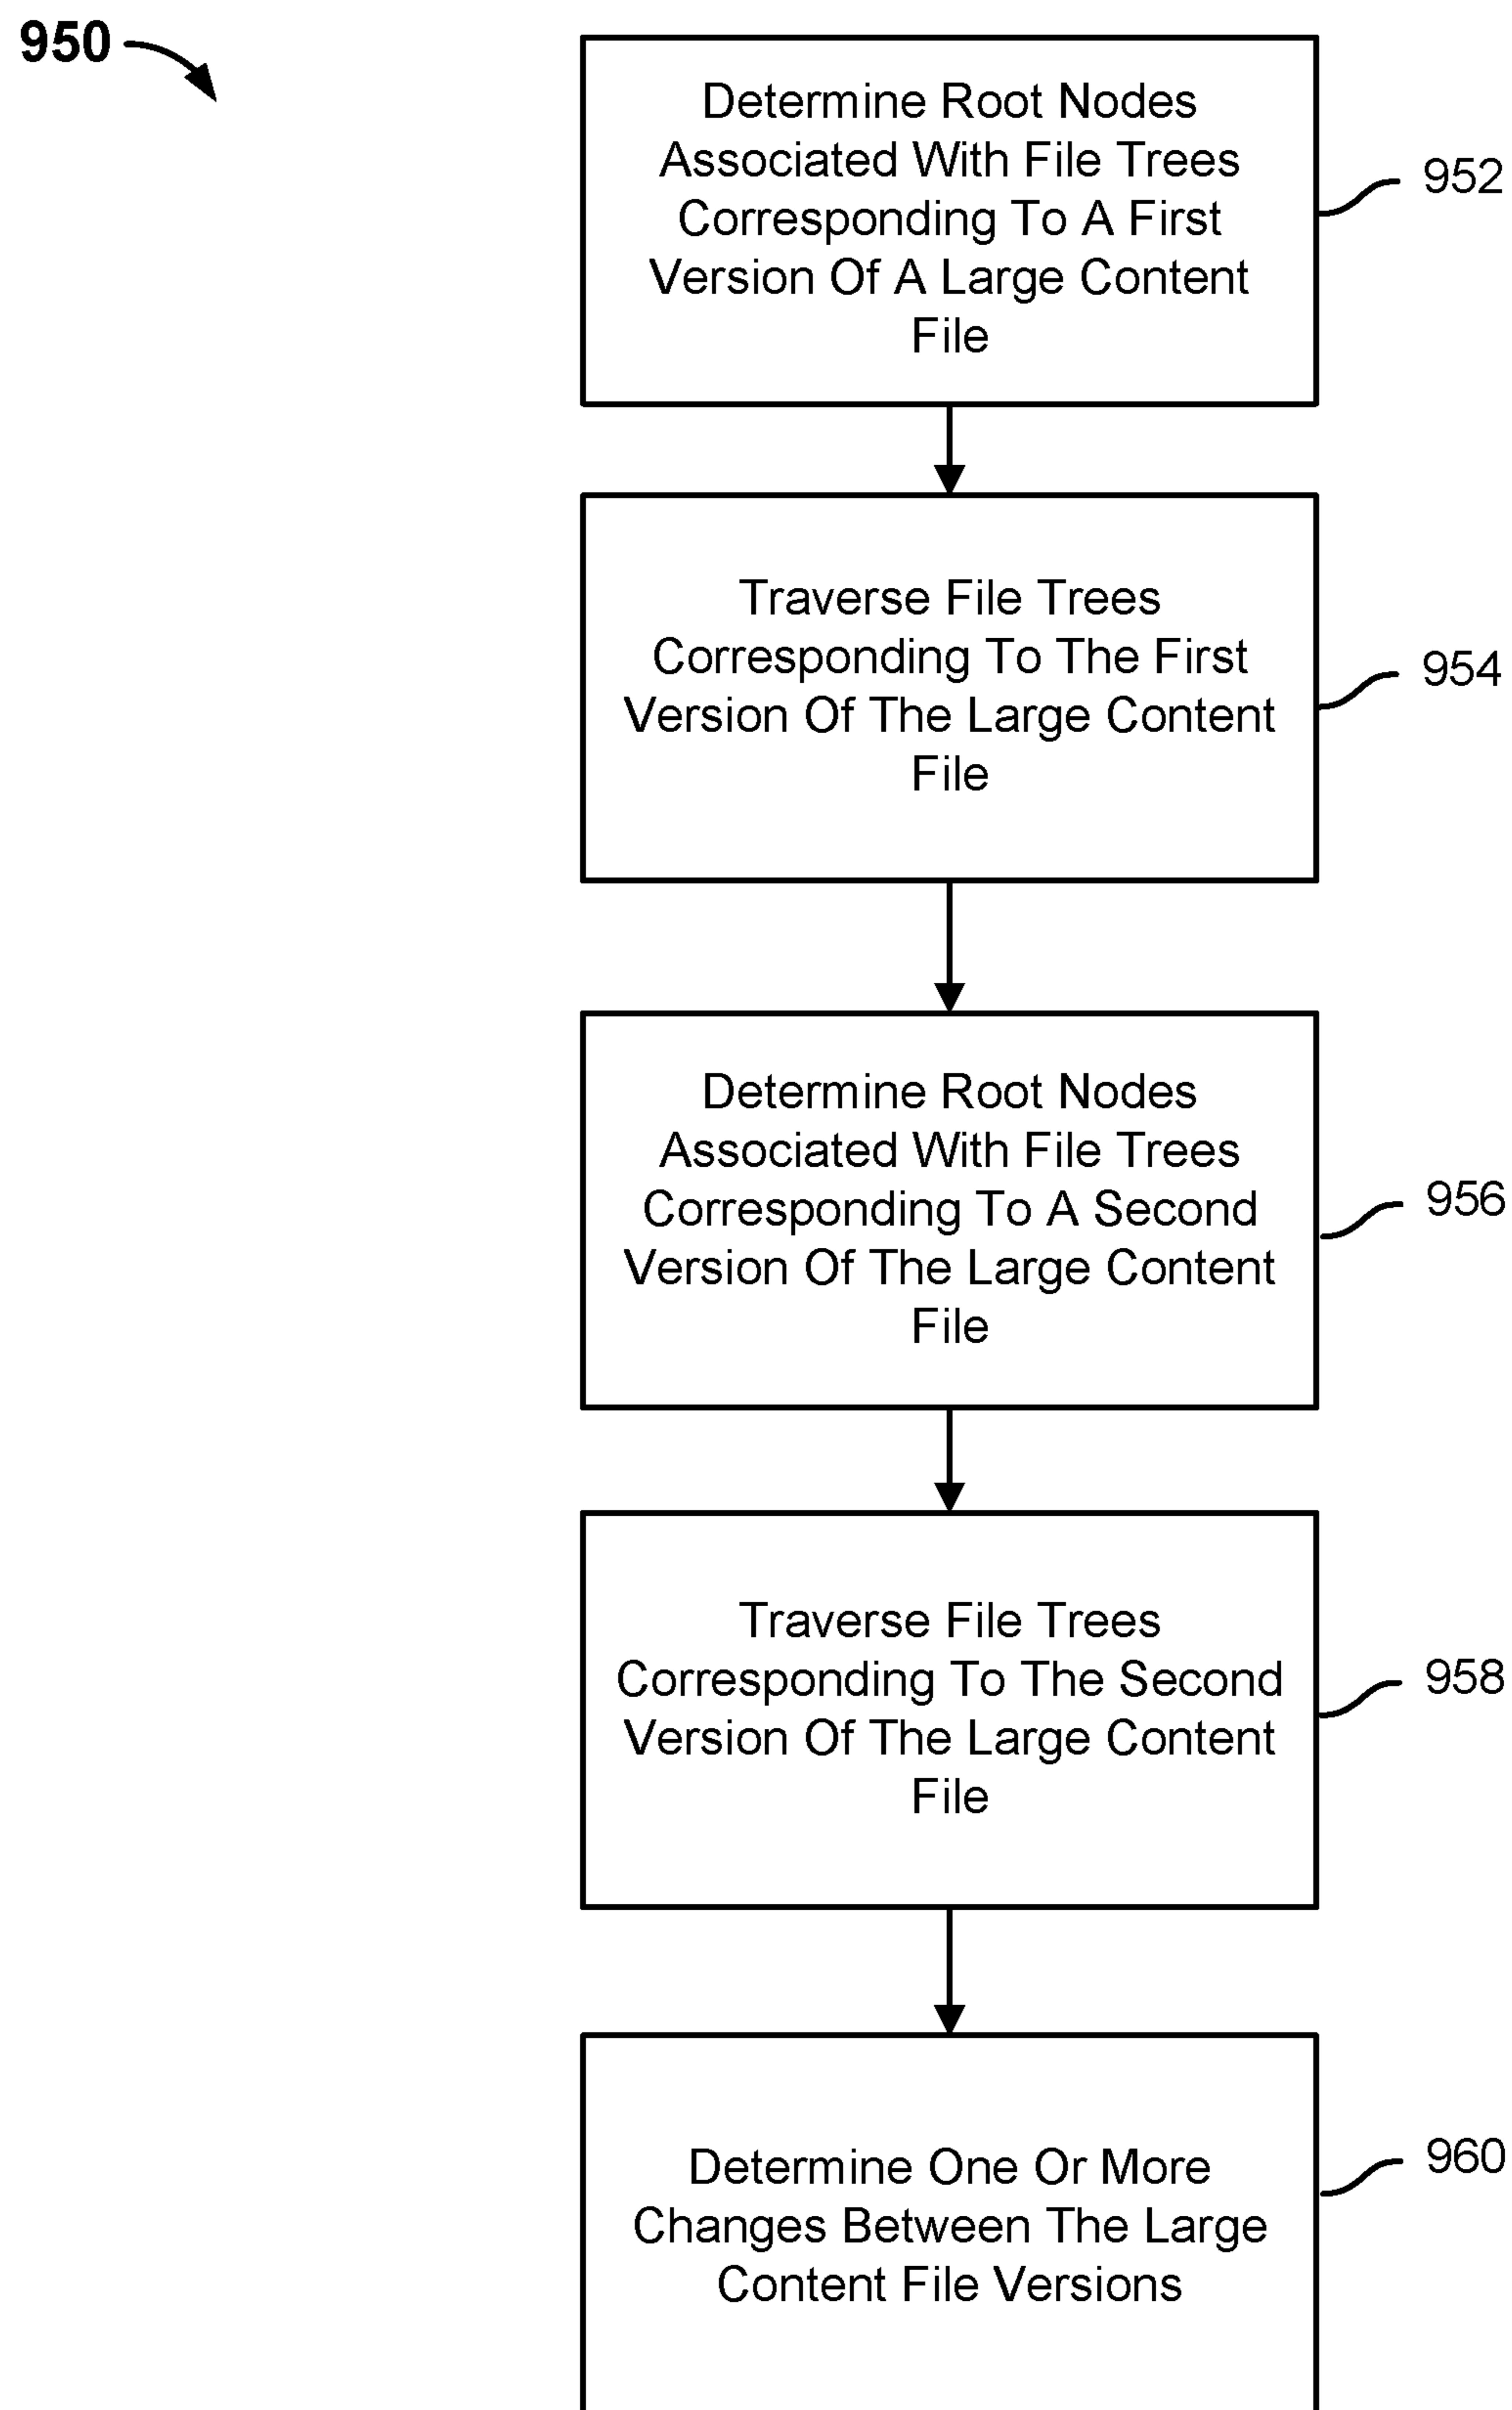 950
Determine Root Nodes
Associated With File Trees
Corresponding To A First
Version Of A Large Content
File
952
Traverse File Trees
Corresponding To The First
Version Of The Large Content
File
954
Determine Root Nodes
Associated With File Trees
Corresponding To A Second
Version Of The Large Content
File
956
Traverse File Trees
Corresponding To The Second
Version Of The Large Content
File
958
Determine One Or More
Changes Between The Large
Content File Versions
960